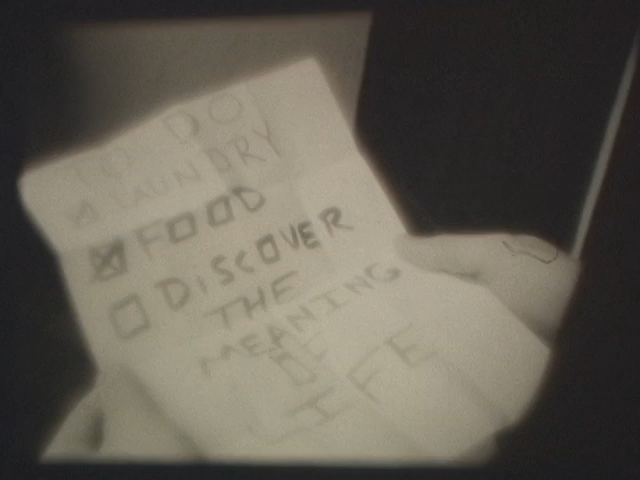 TO DO
LAUNDRY
FOOD
DISCOVER
THE
MEANING
OF
LIFE